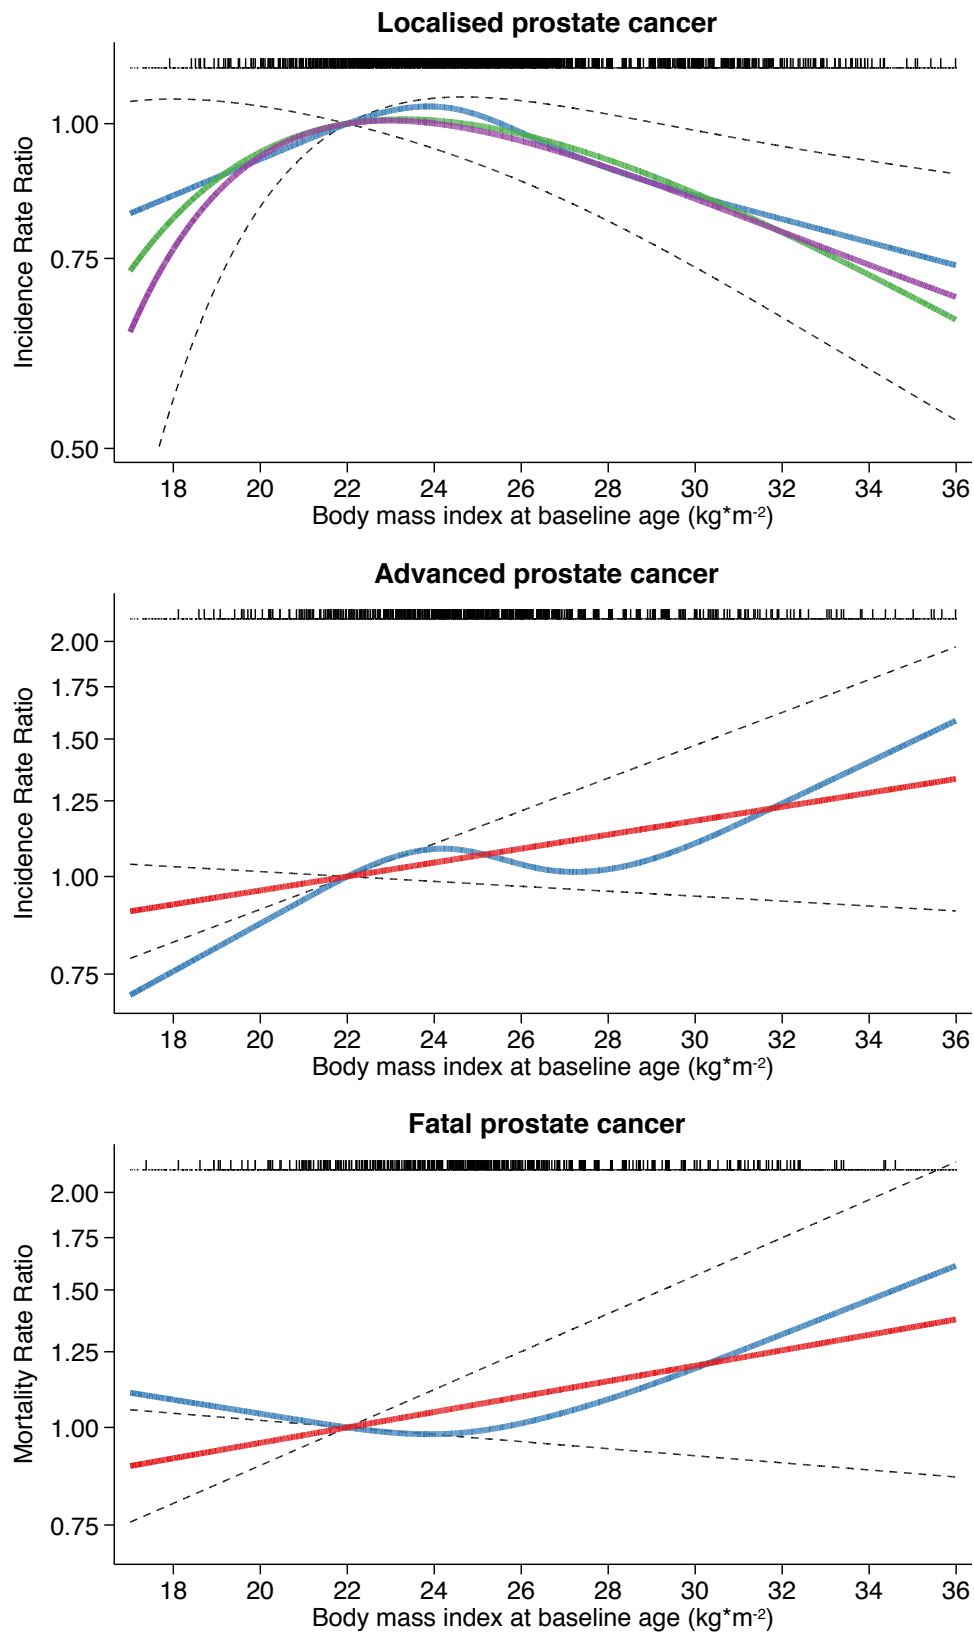 Localised prostate cancer
Incidence Rate Ratio
1.00
0.75
0.50
18 20 22 24 26 28 30 32 34 36
Body mass index at baseline age (kg*m-2)
Advanced prostate cancer
Incidence Rate Ratio
2.00
1.75
1.50
1.25
1.00
0.75
18 20 22 24 26 28 30 32 34 36
Body mass index at baseline age (kg*m-2)
Fatal prostate cancer
Mortality Rate Ratio
2.00
1.75
1.50
1.25
1.00
0.75
18 20 22 24 26 28 30 32 34 36
Body mass index at baseline age (kg*m-2)